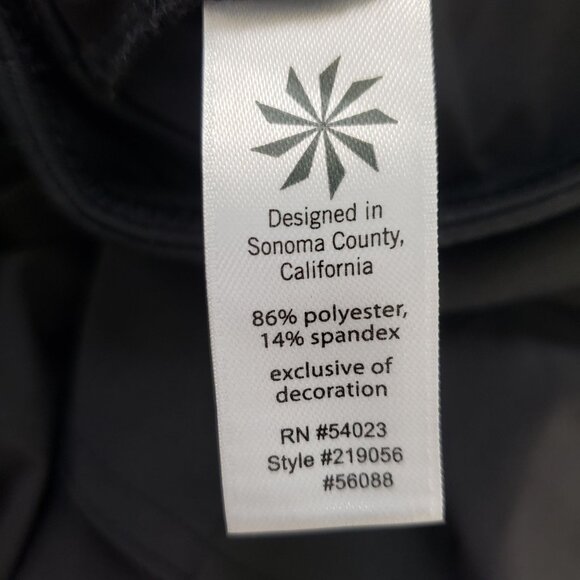 Designed in
Sonoma County,
California
86% polyester,
14% spandex
exclusive of
decoration
RN #54023
Style #219056
#56088